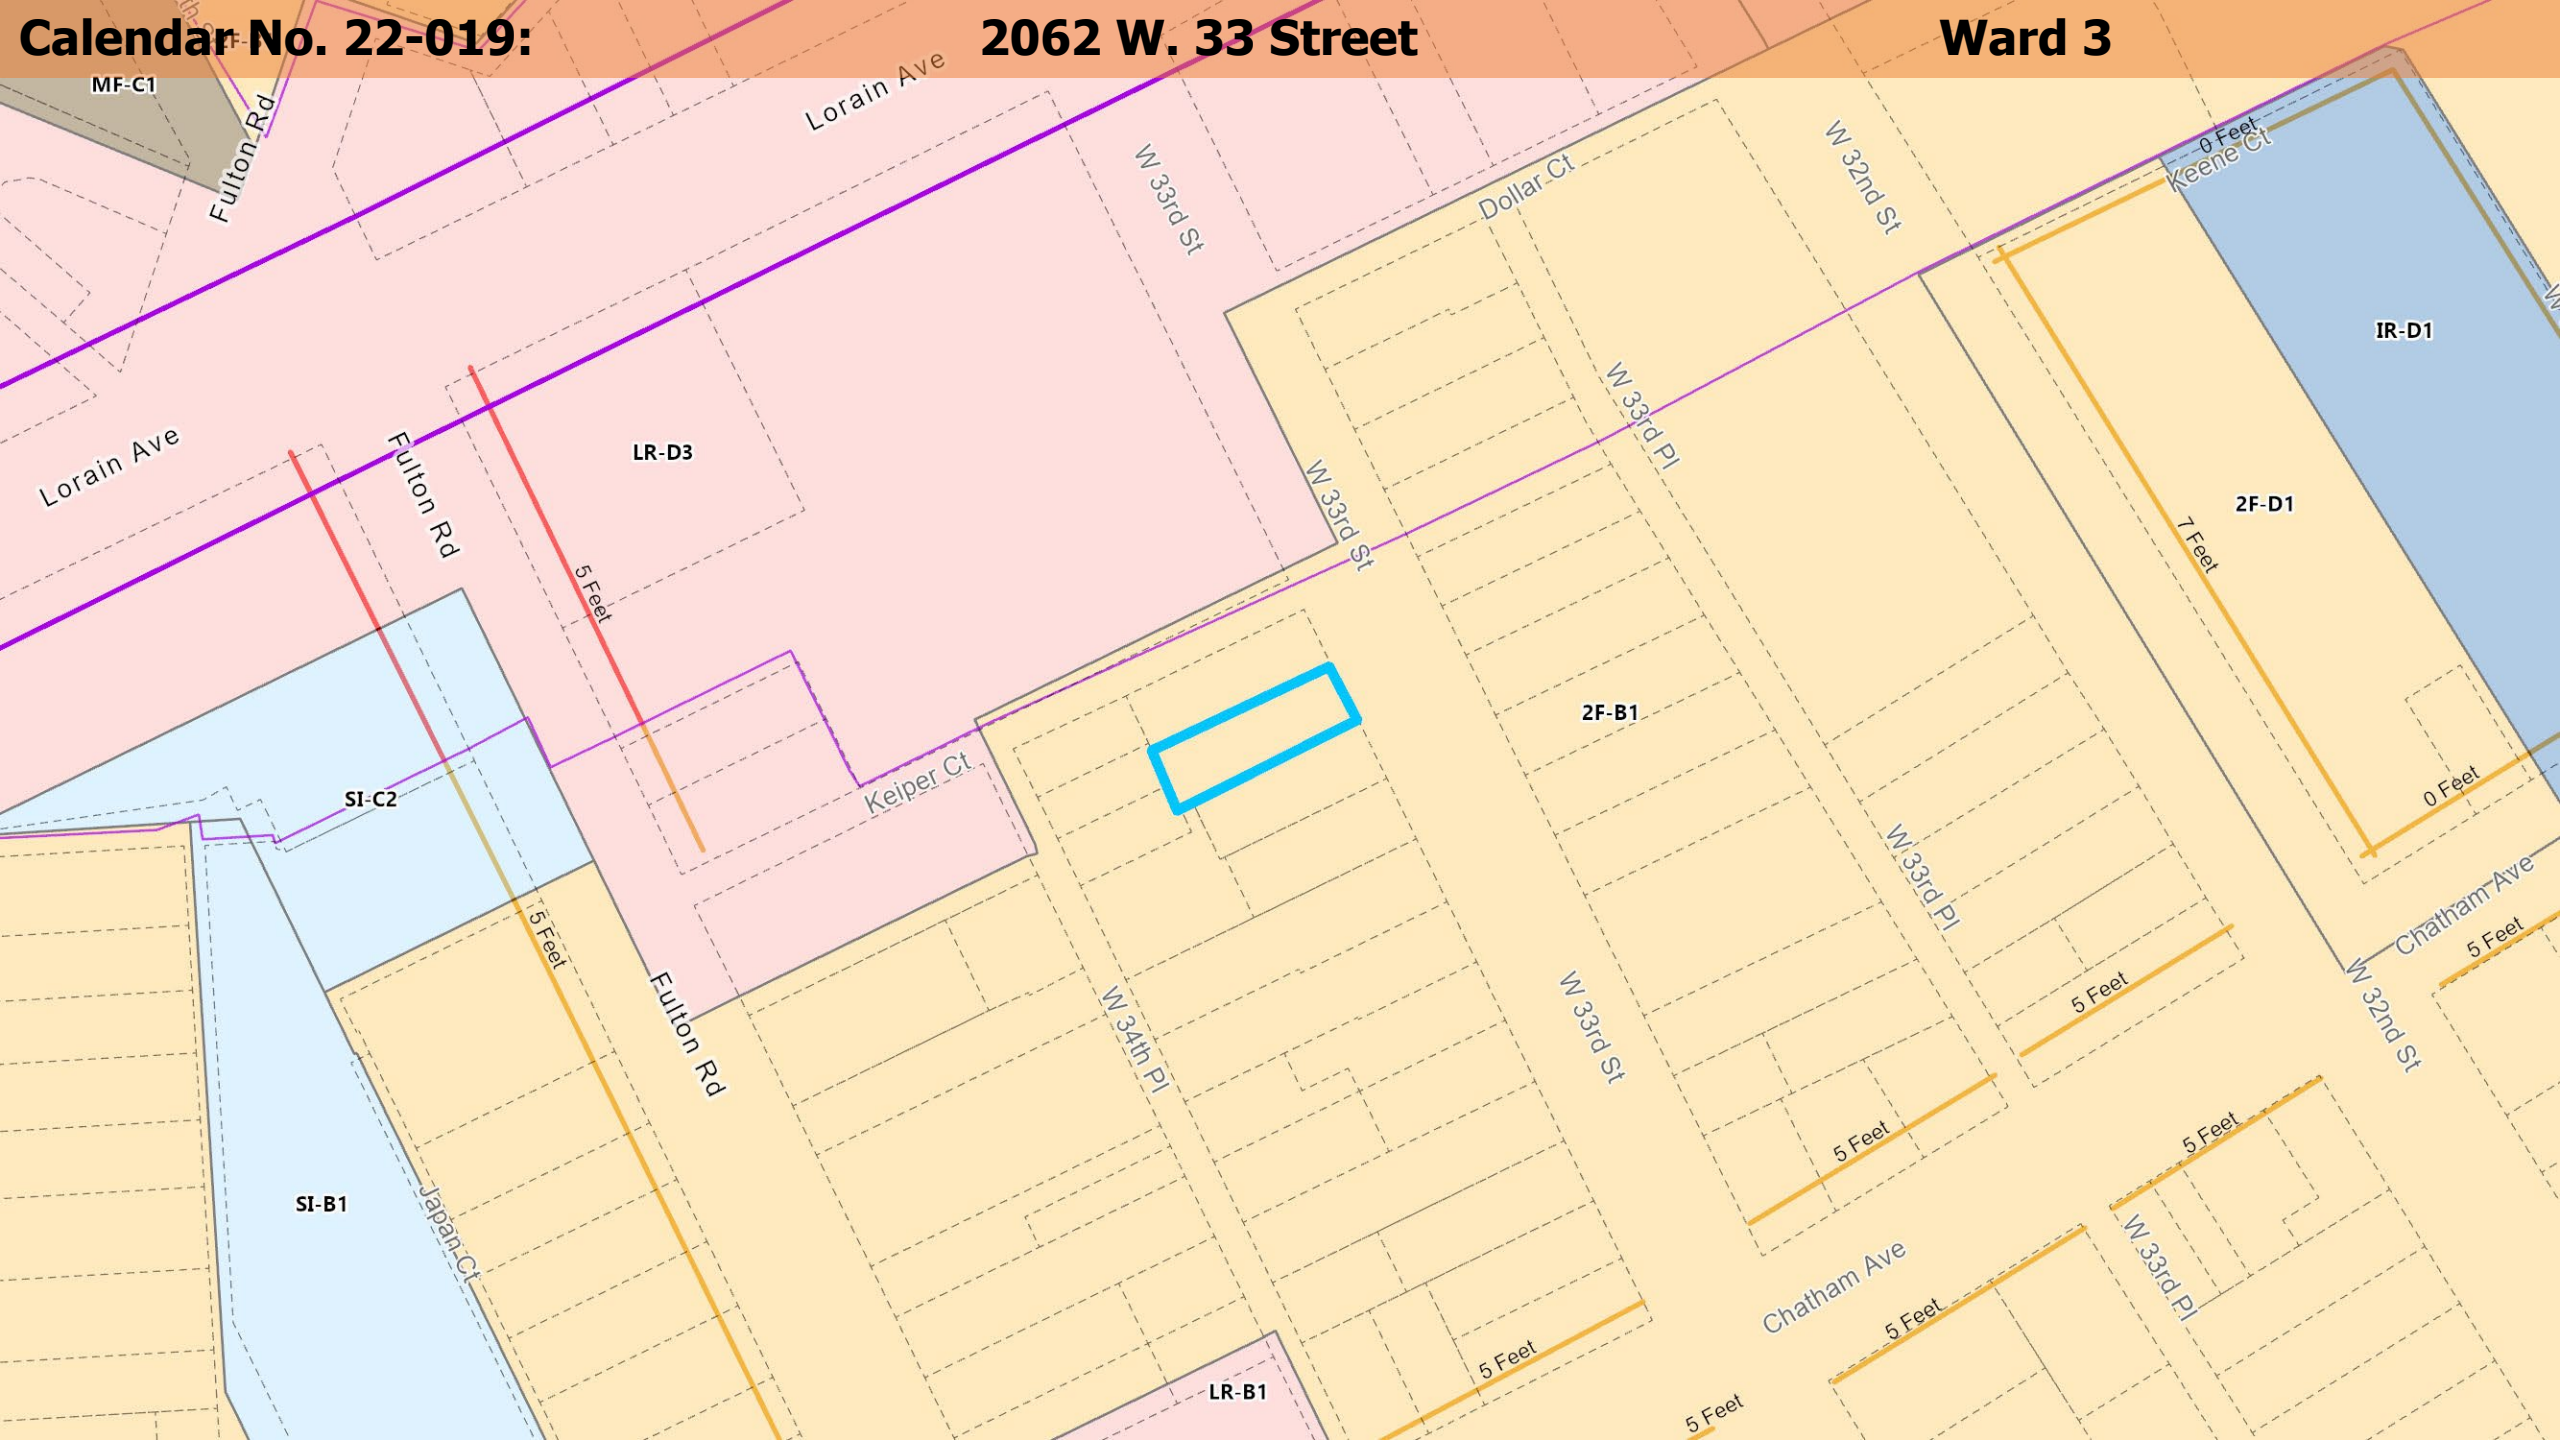 Calendar No. 22-019:
2062 W. 33 Street
Ward 3
MF-C1
Fulton Rd
Lorain Ave
W 33rd St
Dollar Ct
W 32nd St
0 Feet
Keene Ct
IR-D1
Lorain Ave
Fulton Rd
LR-D3
W 33rd St
W 33rd Pl
2F-D1
7 Feet
5 Feet
2F-B1
SI-C2
Keiper Ct
0 Feet
5 Feet
W 33rd Pl
Chatham Ave
5 Feet
Fulton Rd
W 34th Pl
W 33rd St
5 Feet
W 32nd St
5 Feet
5 Feet
SI-B1
Japan Ct
Chatham Ave
W 33rd Pl
5 Feet
5 Feet
LR-B1
5 Feet